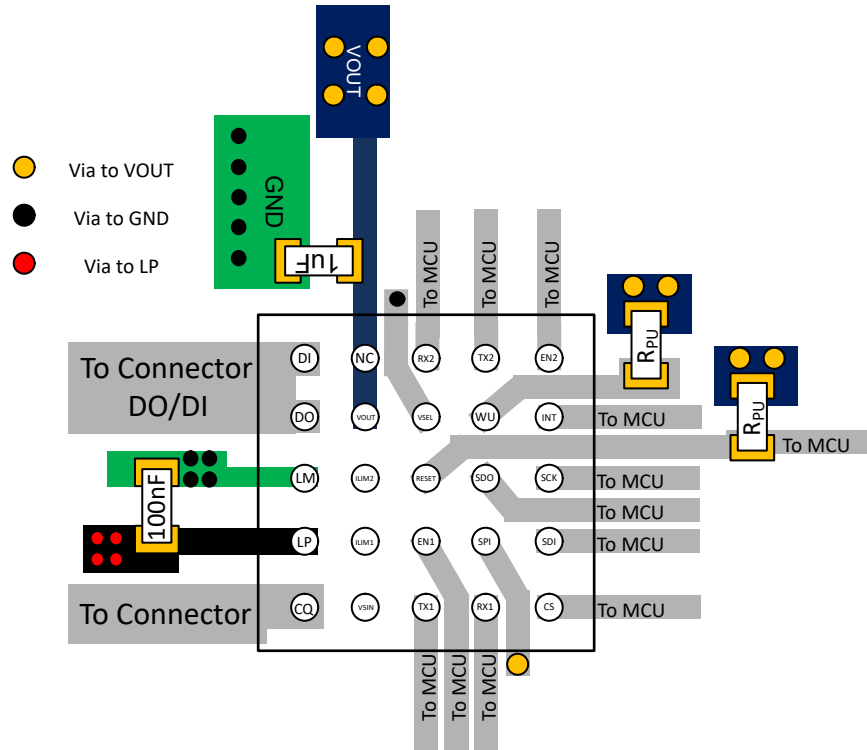 VOUT
GND
Via to VOUT
Via to GND
Via to LP
1uF
To MCU
To MCU
To MCU
R_PU
R_PU
To Connector
DO/DI
DI
NC
RX2
TX2
EN2
DO
VOUT
VSEL
WU
INT
To MCU
To MCU
LM
ILIM2
RESET
SDO
SCK
To MCU
To MCU
100nF
LP
ILIM1
EN1
SPI
SDI
To MCU
To Connector
CQ
VSIN
TX1
RX1
CS
To MCU
To MCU
To MCU
To MCU